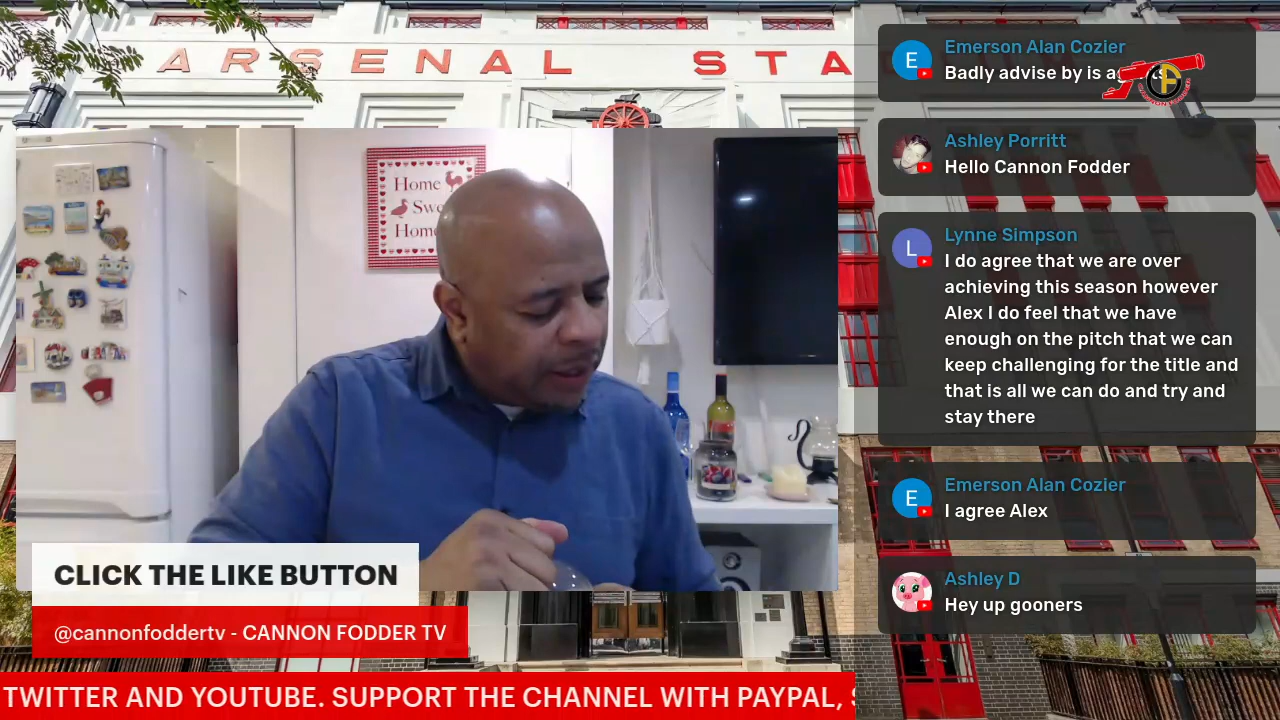 ARSENAL STA
Emerson Alan Cozier
Badly advise by is
Ashley Porritt
Hello Cannon Fodder
Home
Home
Lynne Simpson
I do agree that we are over
achieving this season however
Alex I do feel that we have
enough on the pitch that we can
keep challenging for the title and
that is all we can do and try and
stay there
Emerson Alan Cozier
I agree Alex
Ashley D
Hey up gooners
CLICK THE LIKE BUTTON
@cannonfoddertv - CANNON FODDER TV
TWITTER AND YOUTUBE. SUPPORT THE CHANNEL WITH PAYPAL,